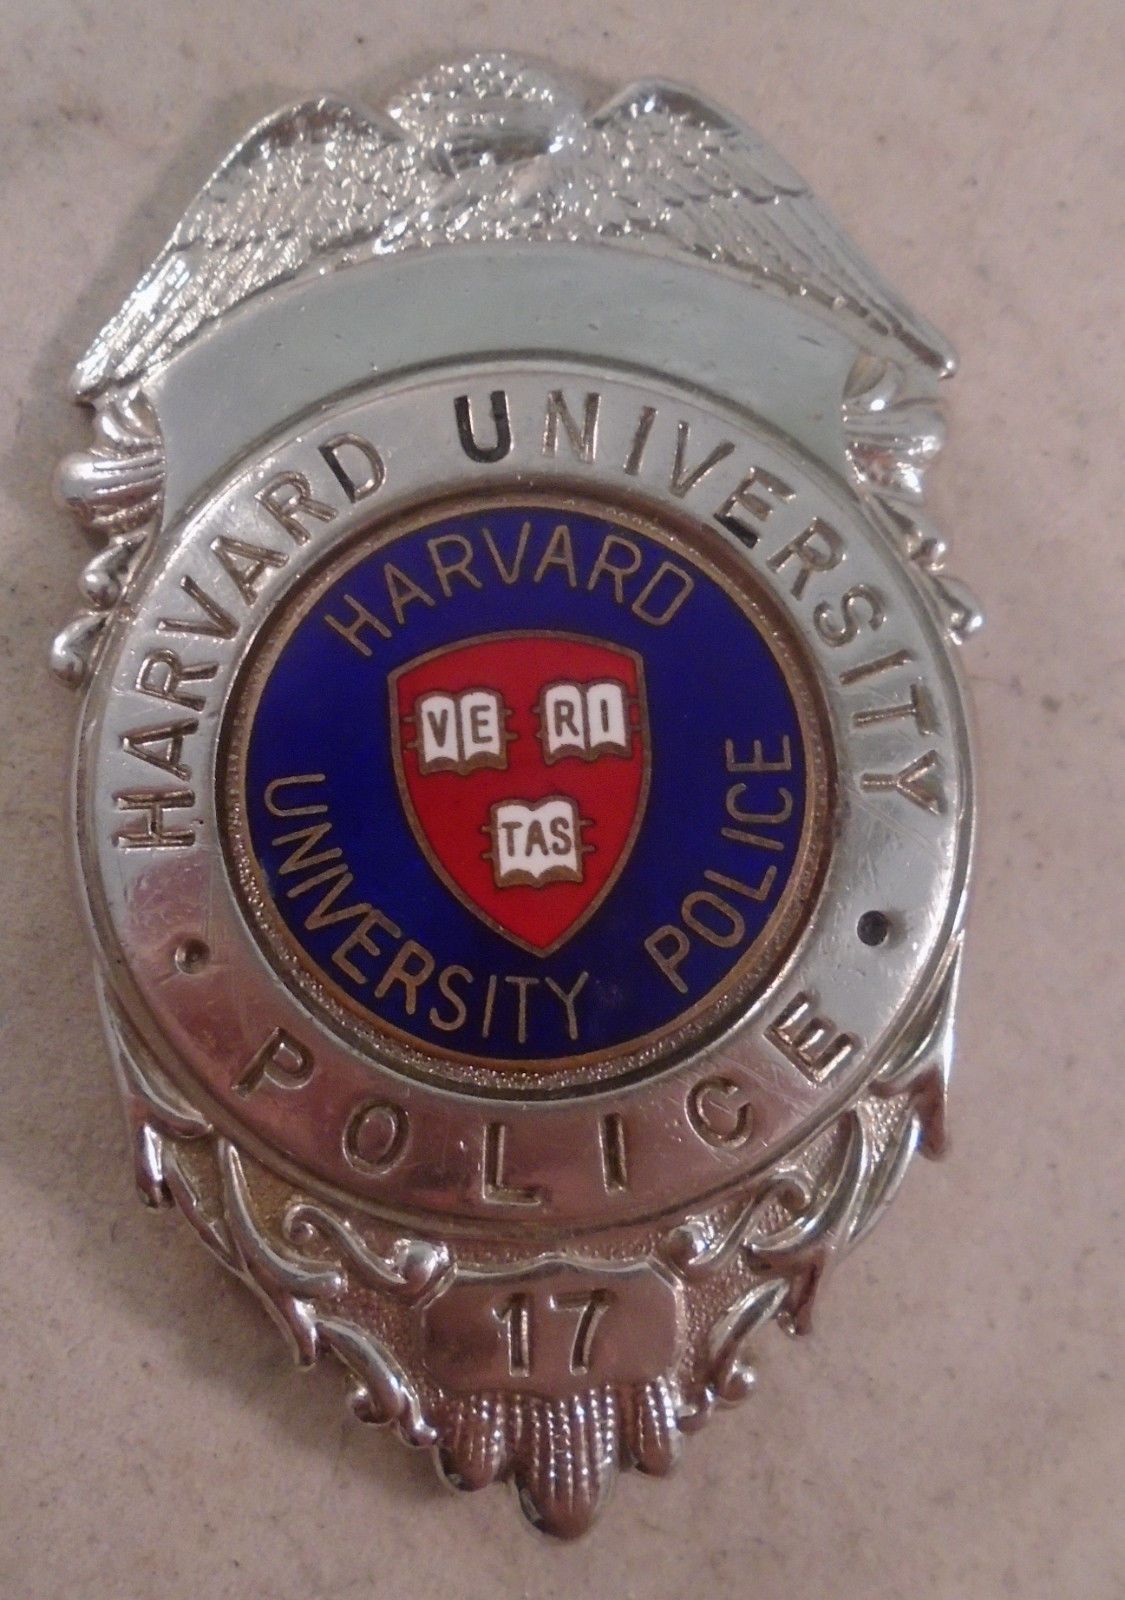 HARVARD UNIVERSITY
HARVARD
VE RI
TAS
UNIVERSITY POLICE
POLICE
17